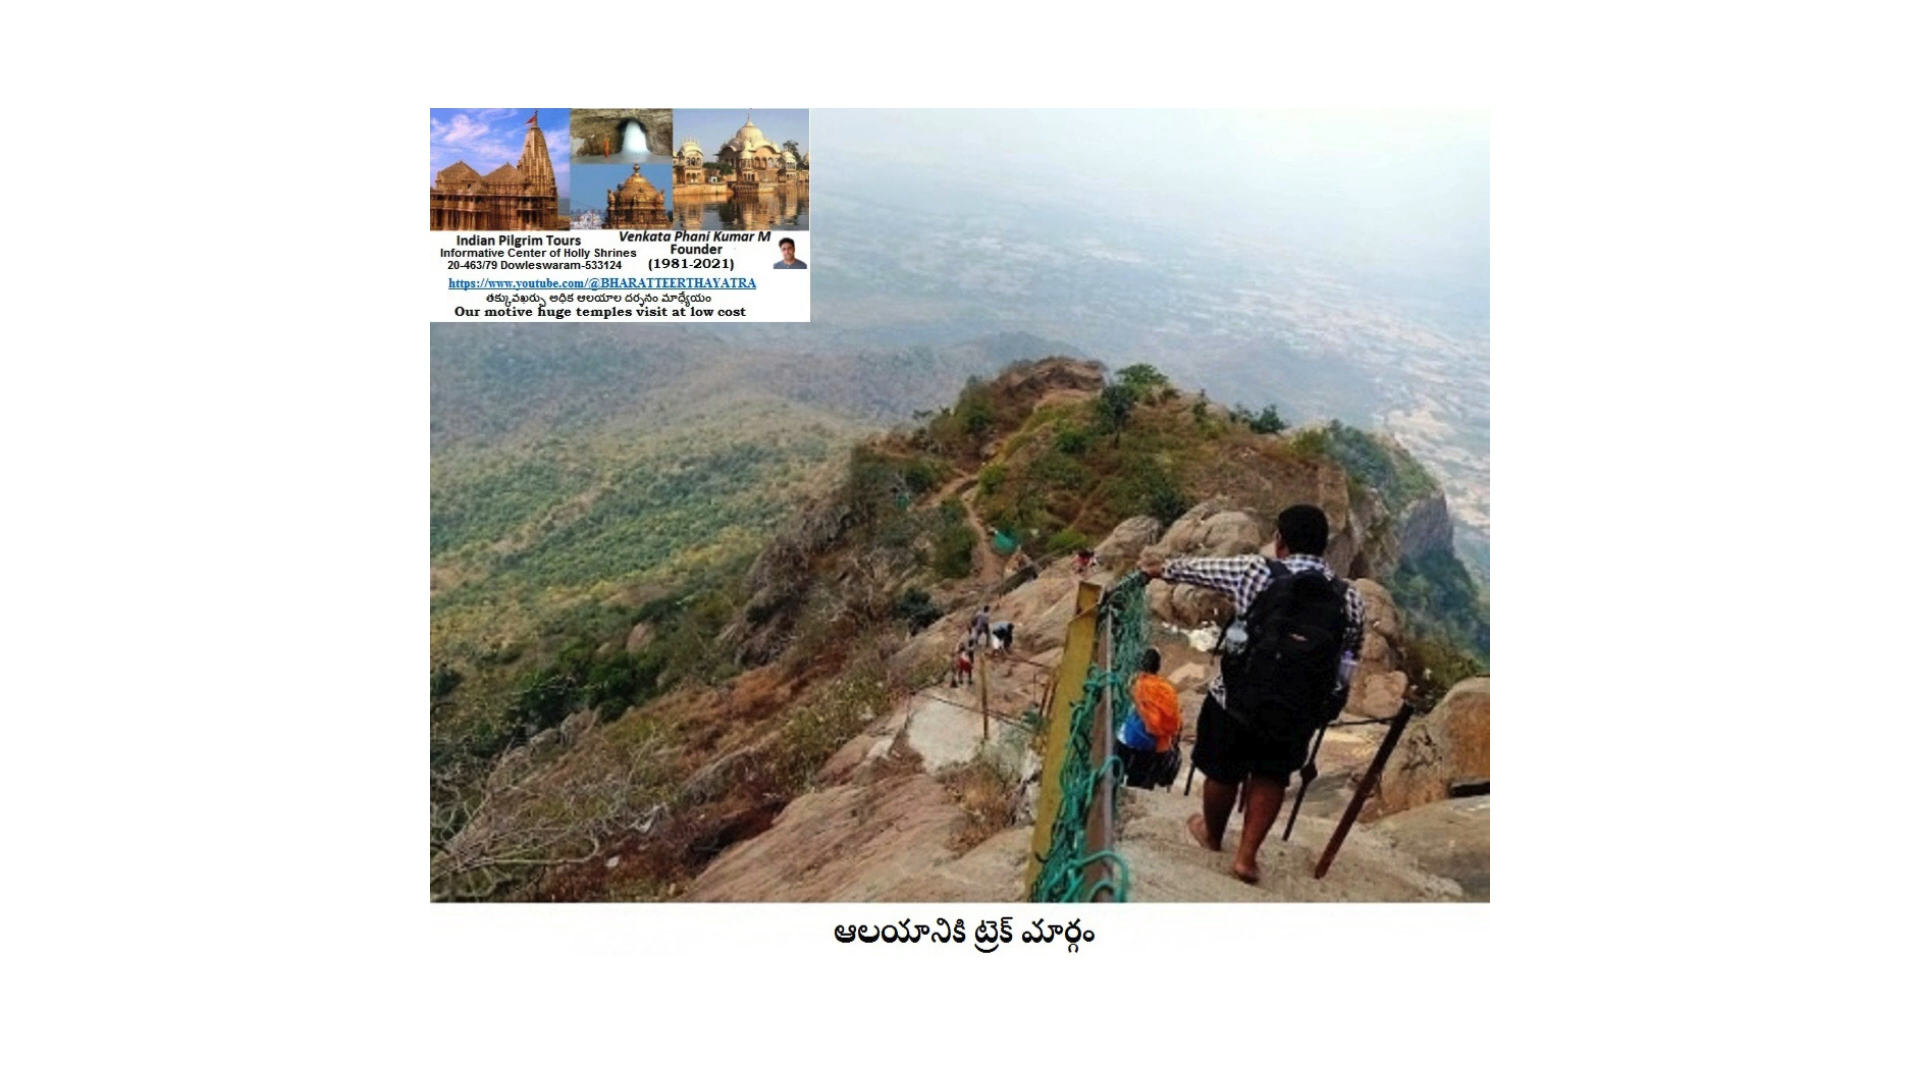 Indian Pilgrim Tours
Venkata Phani Kumar M
Informative Center of Holly Shrines
Founder
20-463/79 Dowleswaram-533124
(1981-2021)
https://www.youtube.com/@BHARATTEERTHAYATRA
తక్కువఖర్చు అధిక ఆలయాల దర్శనం మాధ్యేయం
Our motive huge temples visit at low cost
ఆలయానికి ట్రెక్ మార్గం